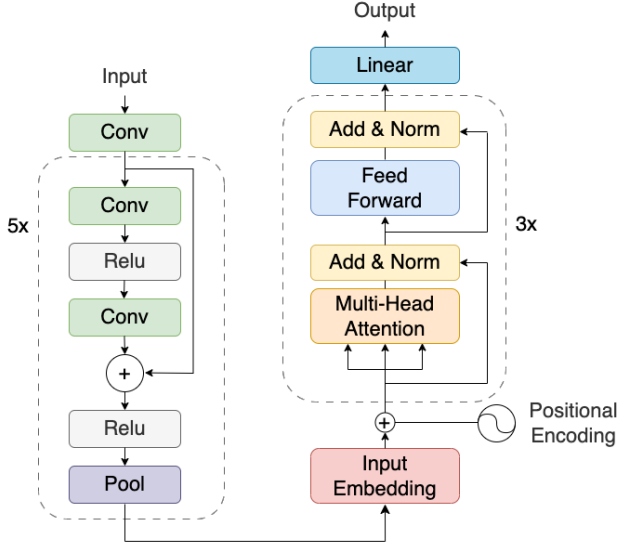 Input
Conv
5x
Conv
Relu
Conv
+
Relu
Pool
Output
Linear
Add & Norm
Feed
Forward
3x
Add & Norm
Multi-Head
Attention
+
Positional
Encoding
Input
Embedding